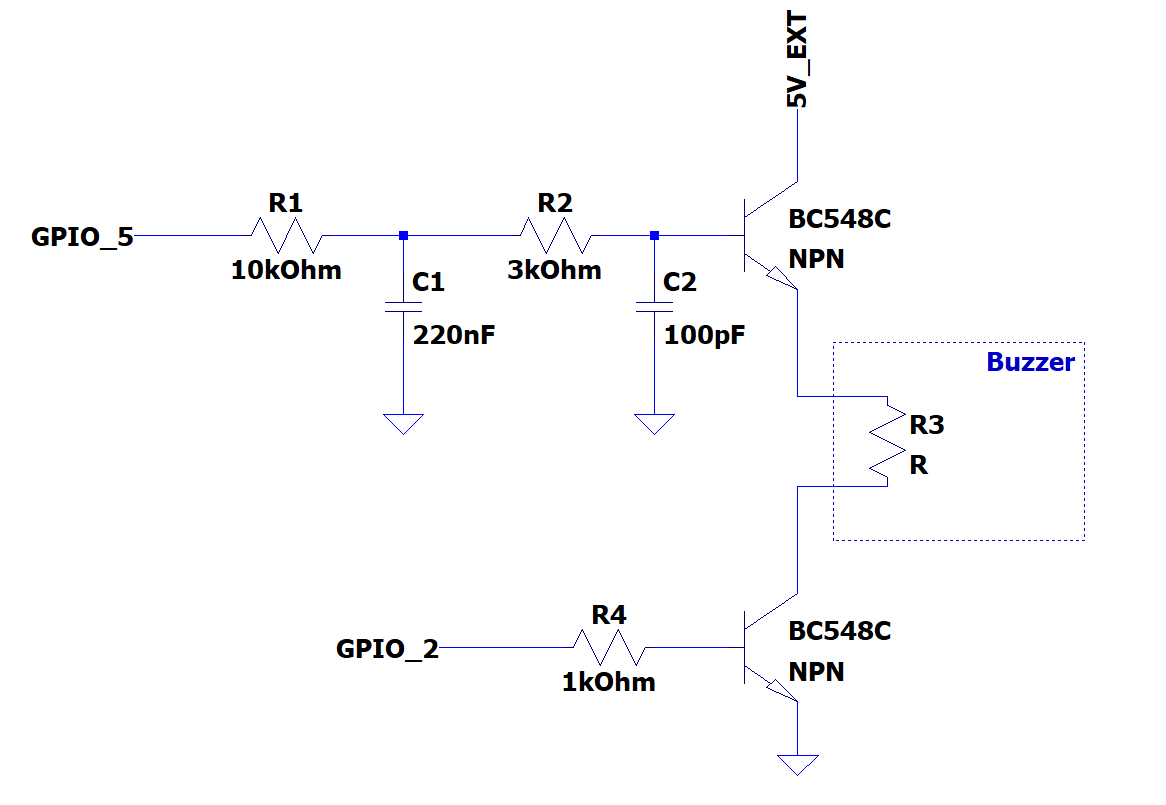 5V_EXT
R1
R2
BC548C
GPIO_5
10kOhm
3kOhm
NPN
C1
C2
220nF
100pF
Buzzer
R3
R
R4
BC548C
GPIO_2
1kOhm
NPN